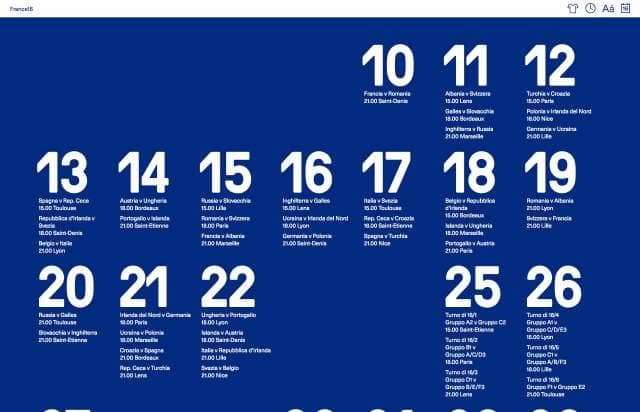 France16
Aá
16
10
Francia v Romania
21.00 Saint-Denis
11
Albania v Svizzera
15.00 Lens
Galles v Slovacchia
18.00 Bordeaux
Inghilterra v Russia
21.00 Marseille
12
Turchia v Croazia
15.00 Paris
Polonia v Irlanda del Nord
18.00 Nice
Germania v Ucraina
21.00 Lille
13
Spagna v Rep. Ceca
15.00 Toulouse
Repubblica d'Irlanda v
Svezia
18.00 Saint-Denis
Belgio v Italia
21.00 Lyon
14
Austria v Ungheria
18.00 Bordeaux
Portogallo v Islanda
21.00 Saint-Etienne
15
Russia v Slovacchia
15.00 Lille
Romania v Svizzera
18.00 Paris
Francia v Albania
21.00 Marseille
16
Inghilterra v Galles
15.00 Lens
Ucraina v Irlanda del Nord
18.00 Lyon
Germania v Polonia
21.00 Saint-Denis
17
Italia v Svezia
15.00 Toulouse
Rep. Ceca v Croazia
18.00 Saint-Etienne
Spagna v Turchia
21.00 Nice
18
Belgio v Repubblica
d'Irlanda
15.00 Bordeaux
Islanda v Ungheria
18.00 Marseille
Portogallo v Austria
21.00 Paris
19
Romania v Albania
21.00 Lyon
Svizzera v Francia
21.00 Lille
20
Russia v Galles
21.00 Toulouse
Slovacchia v Inghilterra
21.00 Saint-Etienne
21
Irlanda del Nord v Germania
18.00 Paris
Ucraina v Polonia
18.00 Marseille
Croazia v Spagna
21.00 Bordeaux
Rep. Ceca v Turchia
21.00 Lens
22
Ungheria v Portogallo
18.00 Lyon
Islanda v Austria
18.00 Saint-Denis
Italia v Repubblica d'Irlanda
21.00 Lille
Svezia v Belgio
21.00 Nice
25
Turno di 16/1
Gruppo A2 v Gruppo C2
15.00 Saint-Etienne
Turno di 16/2
Gruppo B1 v
Gruppo A/C/D3
18.00 Paris
Turno di 16/3
Gruppo D1 v
Gruppo B/E/F3
21.00 Lens
26
Turno di 16/4
Gruppo A1 v
Gruppo C/D/E3
15.00 Lyon
Turno di 16/5
Gruppo C1 v
Gruppo A/B/F3
18.00 Lille
Turno di 16/6
Gruppo F1 v Gruppo E2
21.00 Toulouse